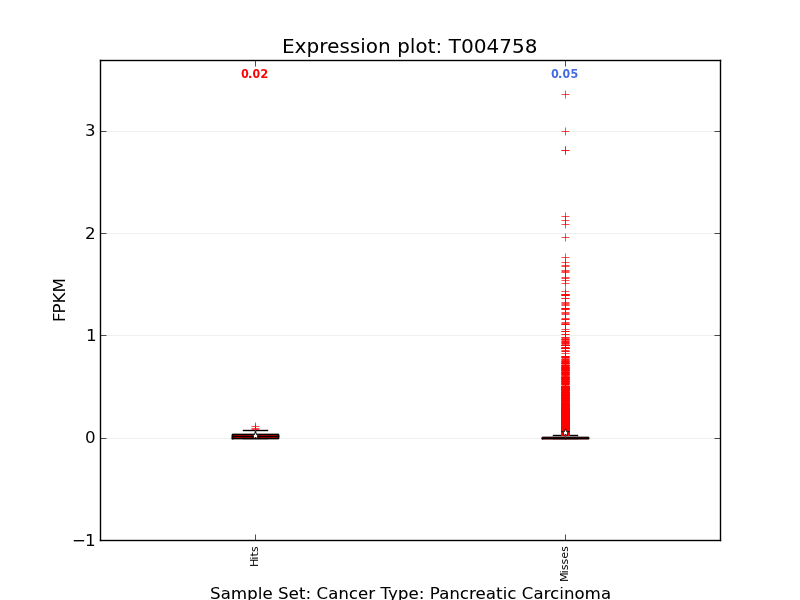 Expression plot: T004758
0.02
0.05
3
2
1
0
−1
FPKM
Hits
Misses
Sample Set: Cancer Type: Pancreatic Carcinoma